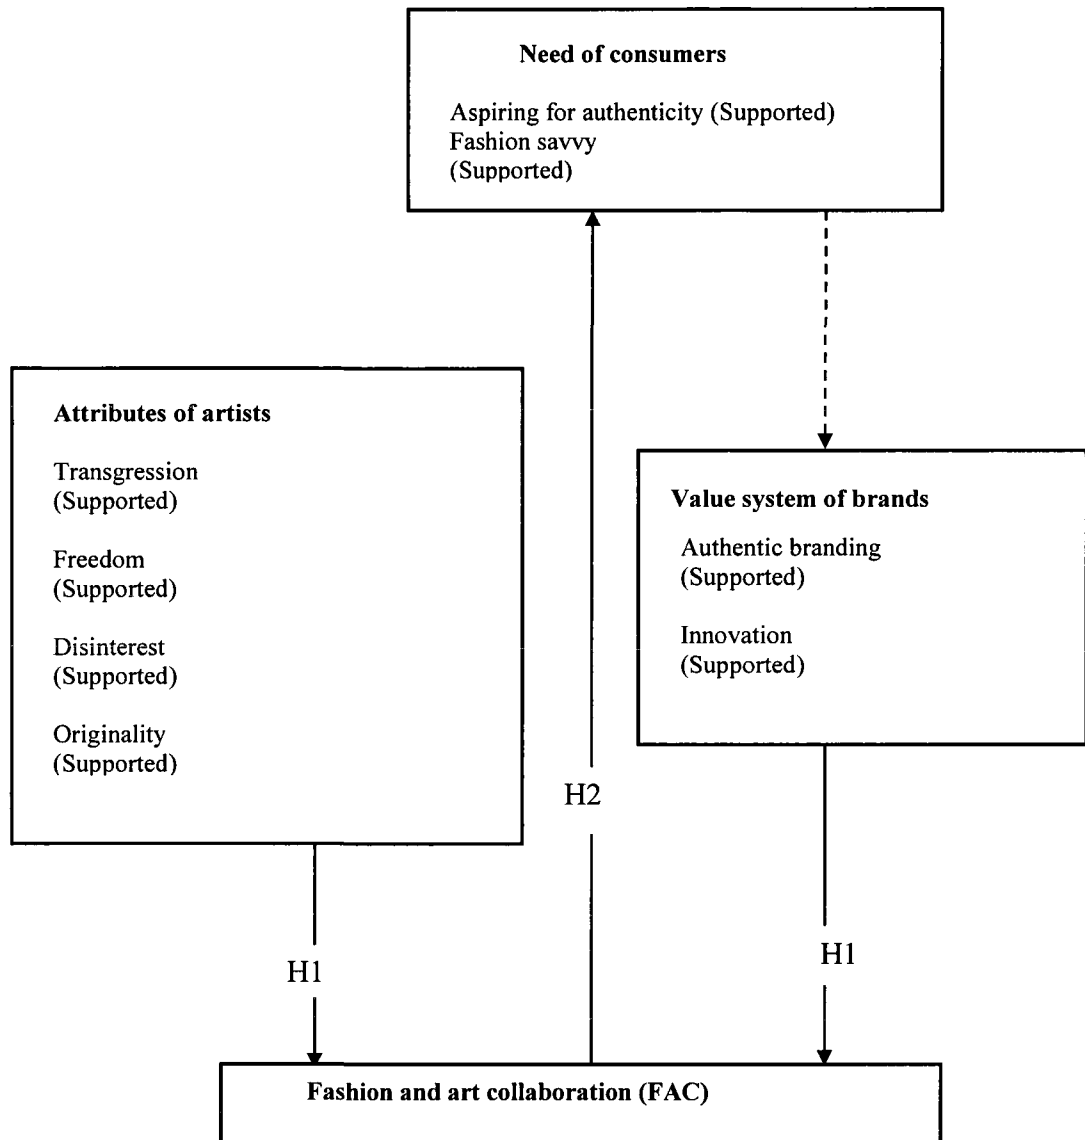 Need of consumers
Aspiring for authenticity (Supported)
Fashion savvy
(Supported)
Attributes of artists
Transgression
(Supported)
Freedom
(Supported)
Disinterest
(Supported)
Originality
(Supported)
Value system of brands
Authentic branding
(Supported)
Innovation
(Supported)
H2
H1
H1
Fashion and art collaboration (FAC)